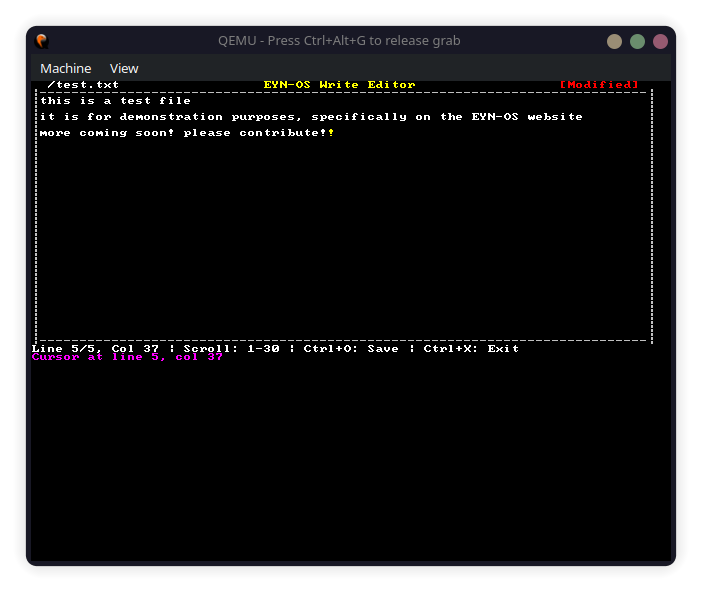 QEMU - Press Ctrl+Alt+G to release grab
Machine View
/test.txt EYN-OS Write Editor [Modified]
this is a test file
it is for demonstration purposes, specifically on the EYN-OS website
more coming soon! please contribute!!
Line 5/5, Col 37 ¦ Scroll: 1-30 ¦ Ctrl+O: Save ¦ Ctrl+X: Exit
Cursor at line 5, col 37